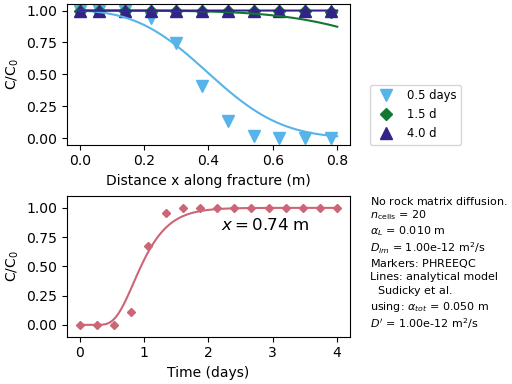 1.00
0.75
0.50
0.25
0.00
C/C₀
0.0 0.2 0.4 0.6 0.8
Distance x along fracture (m)
0.5 days
1.5 d
4.0 d
1.00
0.75
0.50
0.25
0.00
C/C₀
x = 0.74 m
0 1 2 3 4
Time (days)
No rock matrix diffusion.
n_cells = 20
α_L = 0.010 m
D_im = 1.00e-12 m²/s
Markers: PHREEQC
Lines: analytical model
Sudicky et al.
using: α_tot = 0.050 m
D' = 1.00e-12 m²/s